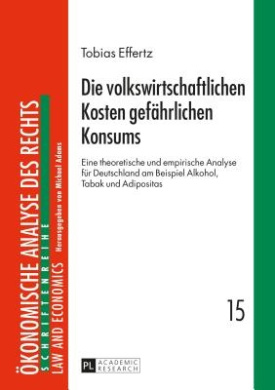 Tobias Effertz
Die volkswirtschaftlichen
Kosten gefährlichen
Konsums
Eine theoretische und empirische Analyse
für Deutschland am Beispiel Alkohol,
Tabak und Adipositas
15
PL ACADEMIC
RESEARCH
ÖKONOMISCHE ANALYSE DES RECHTS
SCHRIFTENREIHE
LAW AND ECONOMICS Herausgegeben von Michael Adams